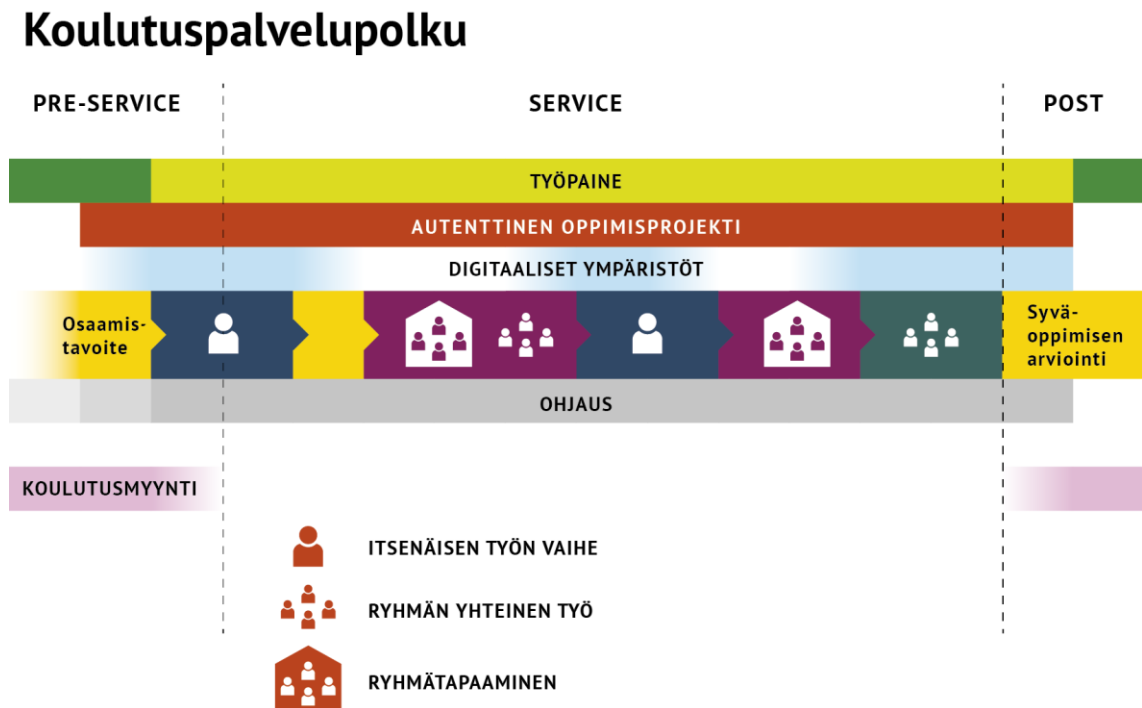 Koulutuspalvelupolku
PRE-SERVICE
SERVICE
POST
TYÖPAINE
AUTENTTINEN OPPIMISPROJEKTI
DIGITAALISET YMPÄRISTÖT
Osaamis-
tavoite
Syvä-
oppimisen
arviointi
OHJAUS
KOULUTUSMYYNTI
ITSENÄISEN TYÖN VAIHE
RYHMÄN YHTEINEN TYÖ
RYHMÄTAPAAMINEN